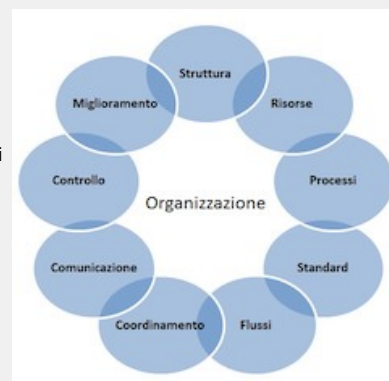 Struttura
Miglioramento
Risorse
i
Controllo
Processi
Organizzazione
Comunicazione
Standard
Coordinamento
Flussi